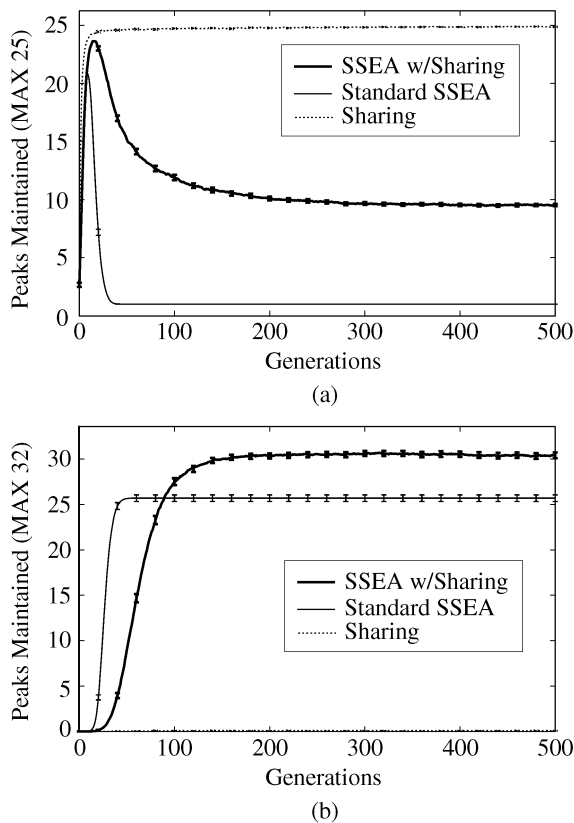 Peaks Maintained (MAX 25)
25
20
15
10
5
0
SSEA w/Sharing
Standard SSEA
Sharing
0 100 200 300 400 500
Generations
(a)
Peaks Maintained (MAX 32)
30
25
20
15
10
5
0
SSEA w/Sharing
Standard SSEA
Sharing
0 100 200 300 400 500
Generations
(b)